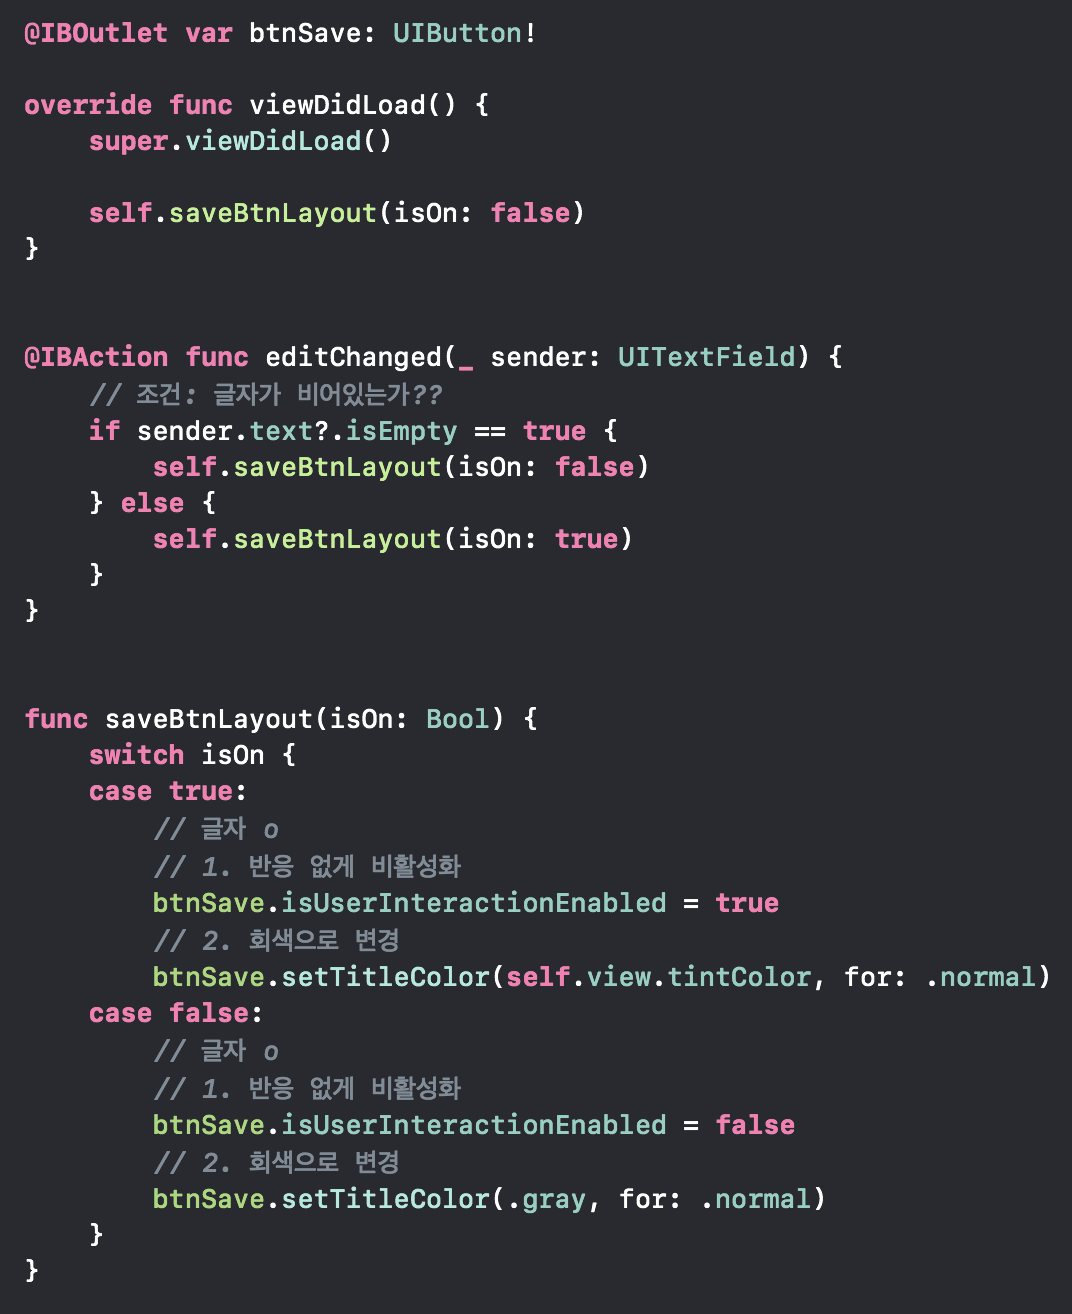 @IBOutlet var btnSave: UIButton!
override func viewDidLoad() {
super.viewDidLoad()
self.saveBtnLayout(isOn: false)
}
@IBAction func editChanged(_ sender: UITextField) {
// 조건: 글자가 비어있는가??
if sender.text?.isEmpty == true {
self.saveBtnLayout(isOn: false)
} else {
self.saveBtnLayout(isOn: true)
}
}
func saveBtnLayout(isOn: Bool) {
switch isOn {
case true:
// 글자 o
// 1. 반응 없게 비활성화
btnSave.isUserInteractionEnabled = true
// 2. 회색으로 변경
btnSave.setTitleColor(self.view.tintColor, for: .normal)
case false:
// 글자 o
// 1. 반응 없게 비활성화
btnSave.isUserInteractionEnabled = false
// 2. 회색으로 변경
btnSave.setTitleColor(.gray, for: .normal)
}
}